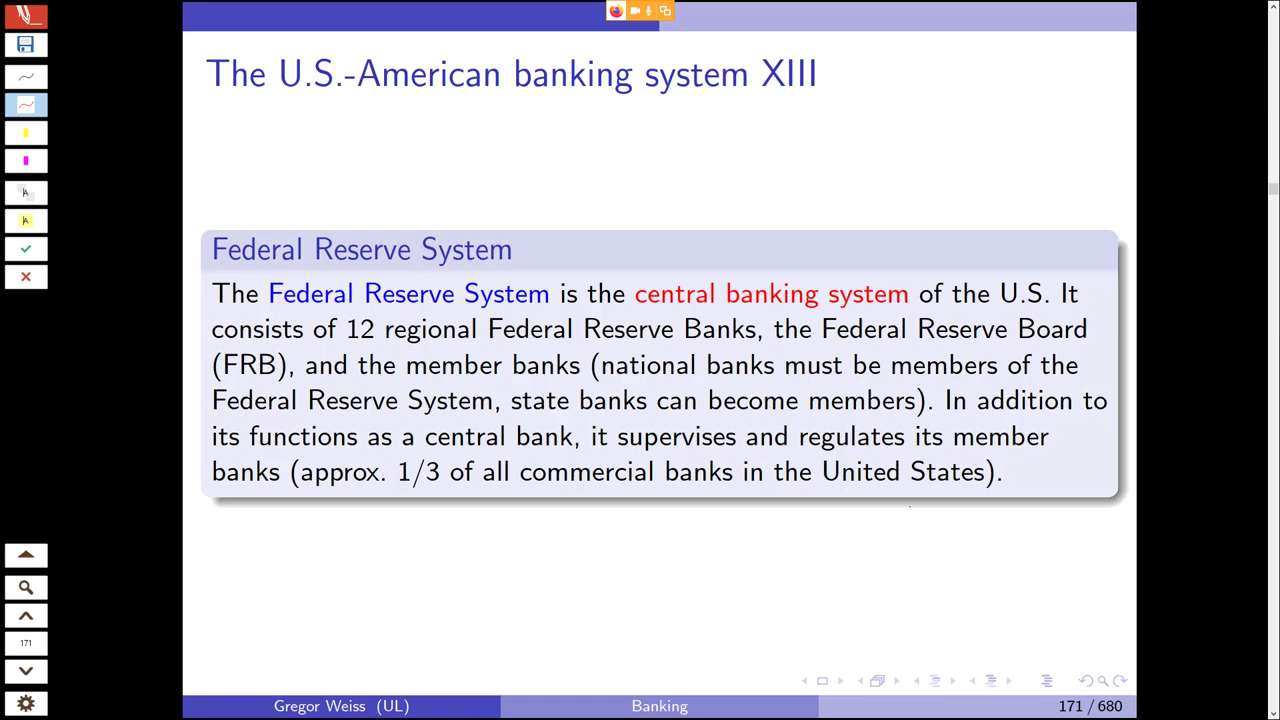 The U.S.-American banking system XIII
Federal Reserve System
The Federal Reserve System is the central banking system of the U.S. It
consists of 12 regional Federal Reserve Banks, the Federal Reserve Board
(FRB), and the member banks (national banks must be members of the
Federal Reserve System, state banks can become members). In addition to
its functions as a central bank, it supervises and regulates its member
banks (approx. 1/3 of all commercial banks in the United States).
171
Gregor Weiss (UL) Banking 171 / 680